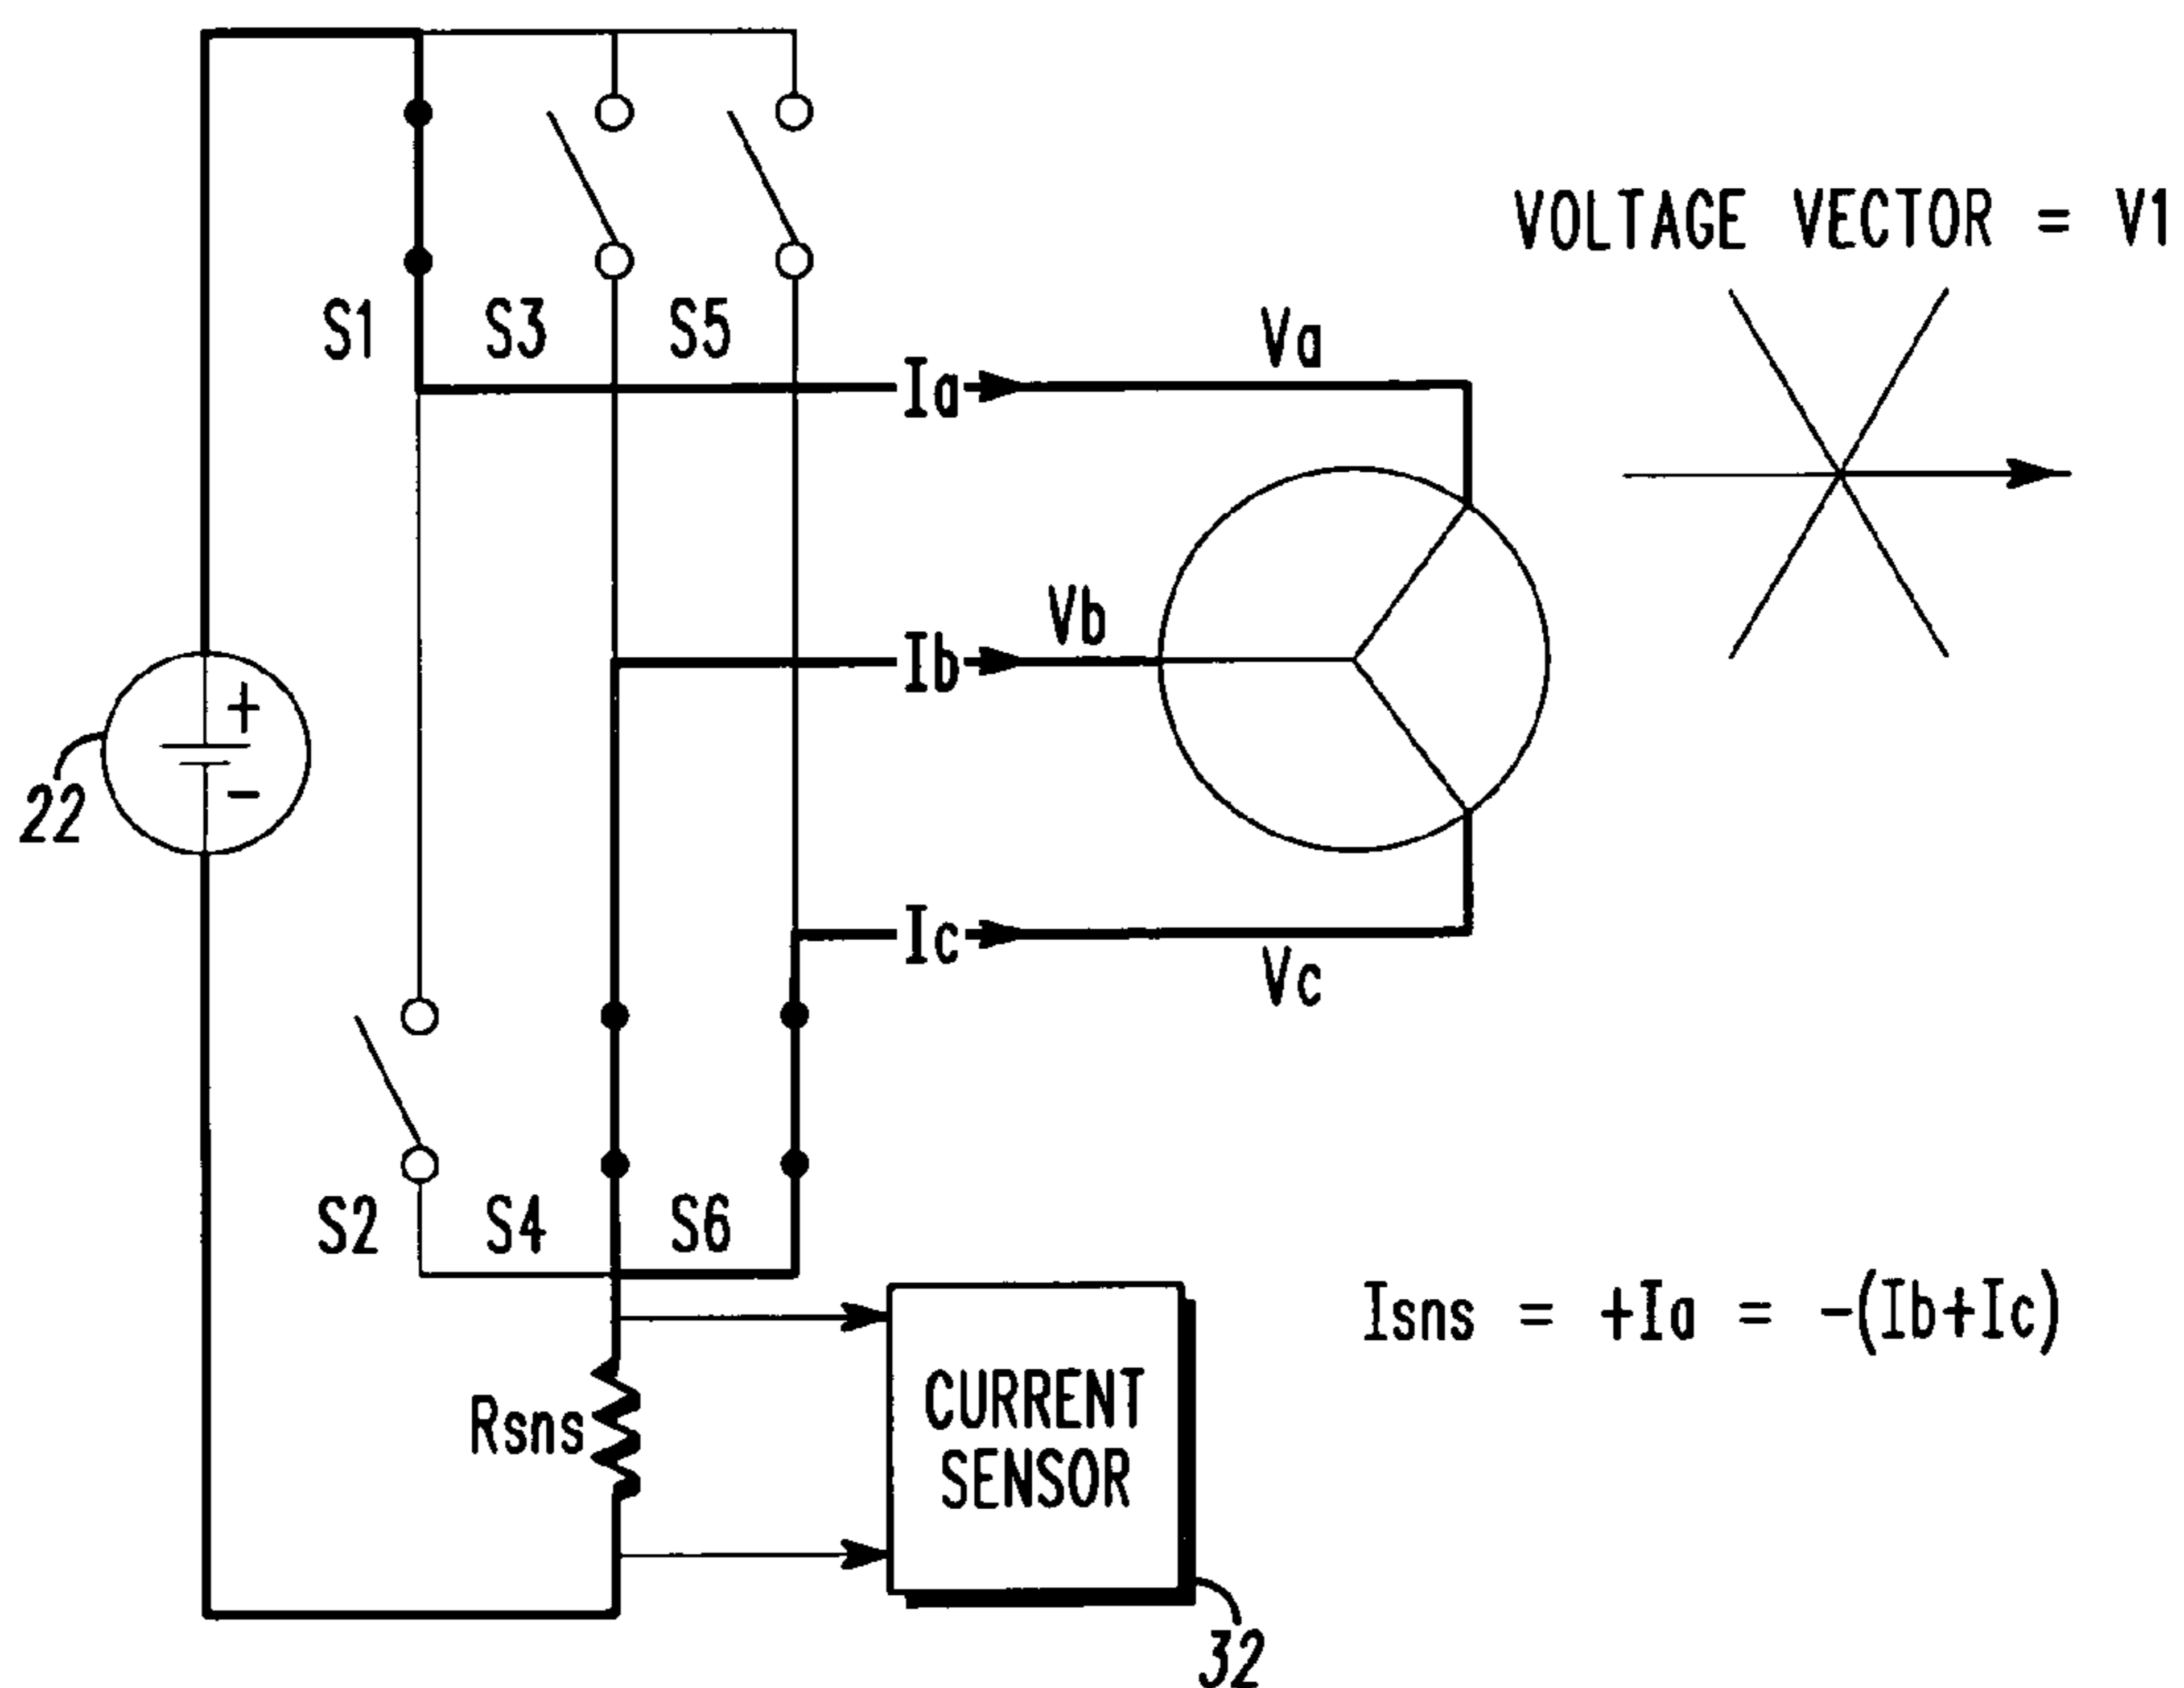 VOLTAGE VECTOR = V1
S1
S3
S5
Va
Ia
Vb
Ib
+
-
22
Ic
Vc
S2
S4
S6
Isns = +Ia = -(Ib+Ic)
Rsns
CURRENT
SENSOR
32